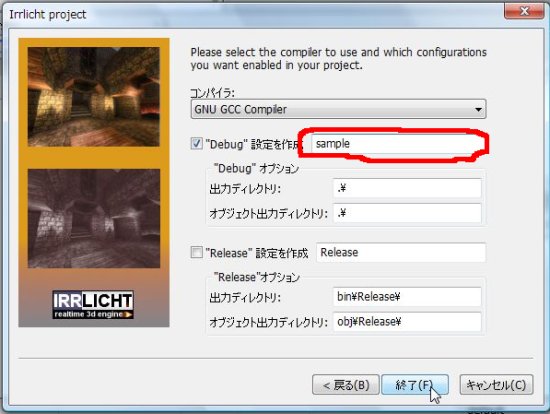 Irrlicht project
Please select the compiler to use and which configurations
you want enabled in your project.
コンパイラ:
GNU GCC Compiler
"Debug" 設定を作成 sample
"Debug" オプション
出力ディレクトリ: .¥
オブジェクト出力ディレクトリ: .¥
"Release" 設定を作成 Release
"Release"オプション
出力ディレクトリ: bin¥Release¥
オブジェクト出力ディレクトリ: obj¥Release¥
IRRLICHT
realtime 3d engine
< 戻る(B) 終了(F) キャンセル(C)